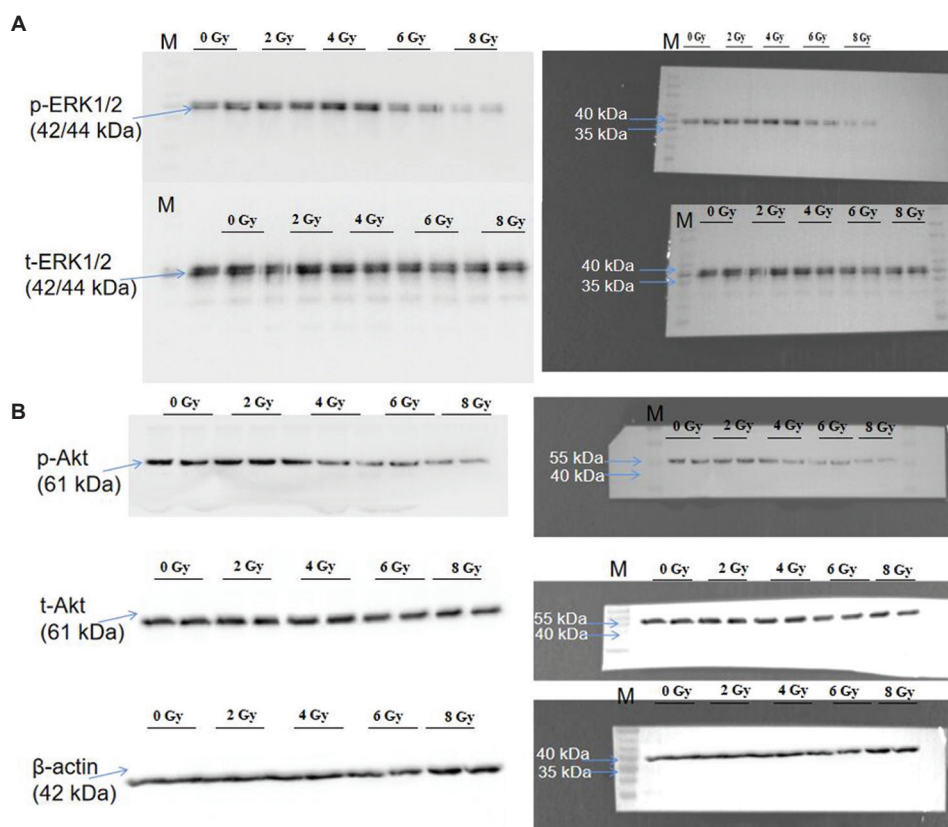 A
M 0 Gy 2 Gy 4 Gy 6 Gy 8 Gy
p-ERK1/2
(42/44 kDa)
M 0 Gy 2 Gy 4 Gy 6 Gy 8 Gy
40 kDa
35 kDa
M
0 Gy 2 Gy 4 Gy 6 Gy 8 Gy
t-ERK1/2
(42/44 kDa)
M 0 Gy 2 Gy 4 Gy 6 Gy 8 Gy
40 kDa
35 kDa
B
0 Gy 2 Gy 4 Gy 6 Gy 8 Gy
p-Akt
(61 kDa)
M
0 Gy 2 Gy 4 Gy 6 Gy 8 Gy
55 kDa
40 kDa
0 Gy 2 Gy 4 Gy 6 Gy 8 Gy
t-Akt
(61 kDa)
M 0 Gy 2 Gy 4 Gy 6 Gy 8 Gy
55 kDa
40 kDa
0 Gy 2 Gy 4 Gy 6 Gy 8 Gy
β-actin
(42 kDa)
M 0 Gy 2 Gy 4 Gy 6 Gy 8 Gy
40 kDa
35 kDa